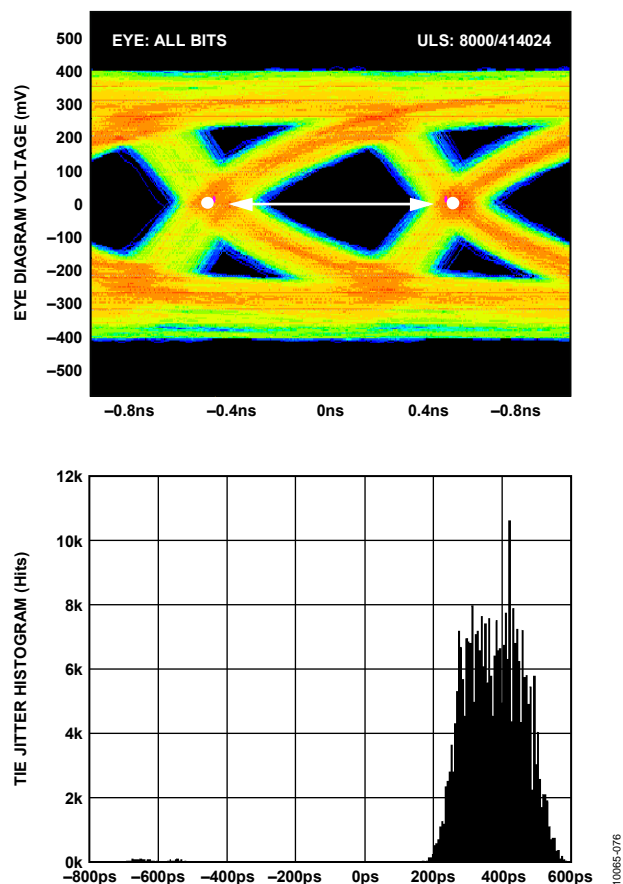 EYE: ALL BITS ULS: 8000/414024
EYE DIAGRAM VOLTAGE (mV)
500
400
300
200
100
0
–100
–200
–300
–400
–500
–0.8ns –0.4ns 0ns 0.4ns –0.8ns
TIE JITTER HISTOGRAM (Hits)
12k
10k
8k
6k
4k
2k
0k
–800ps –600ps –400ps –200ps 0ps 200ps 400ps 600ps
10065-076